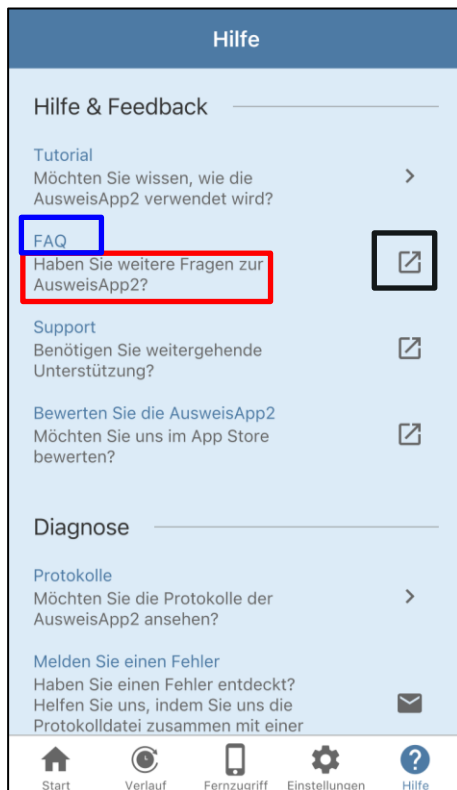 Hilfe
Hilfe & Feedback
Tutorial
Möchten Sie wissen, wie die
AusweisApp2 verwendet wird?
FAQ
Haben Sie weitere Fragen zur
AusweisApp2?
Support
Benötigen Sie weitergehende
Unterstützung?
Bewerten Sie die AusweisApp2
Möchten Sie uns im App Store
bewerten?
Diagnose
Protokolle
Möchten Sie die Protokolle der
AusweisApp2 ansehen?
Melden Sie einen Fehler
Haben Sie einen Fehler entdeckt?
Helfen Sie uns, indem Sie uns die
Protokolldatei zusammen mit einer
Start Verlauf Fernzugriff Einstellungen Hilfe